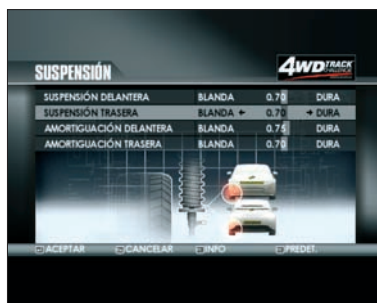 SUSPENSIÓN
4WD TRACK
CHALLENGE
SUSPENSIÓN DELANTERA BLANDA 0.70 DURA
SUSPENSIÓN TRASERA BLANDA ← 0.70 → DURA
AMORTIGUACIÓN DELANTERA BLANDA 0.75 DURA
AMORTIGUACIÓN TRASERA BLANDA 0.70 DURA
ACEPTAR CANCELAR INFO PREDET.